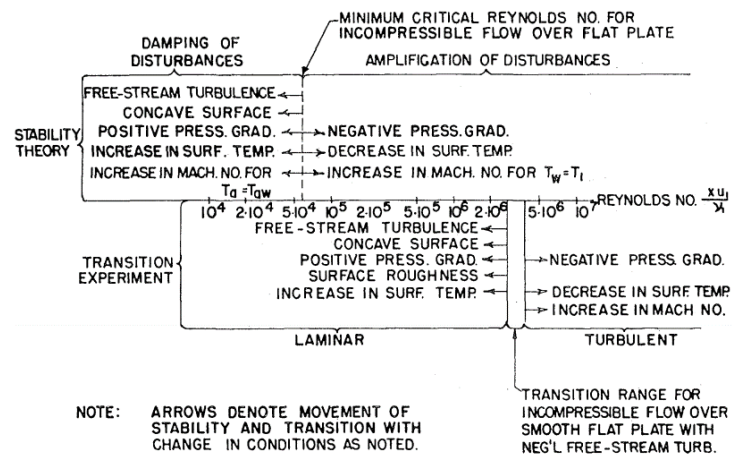 MINIMUM CRITICAL REYNOLDS NO. FOR
INCOMPRESSIBLE FLOW OVER FLAT PLATE
DAMPING OF
DISTURBANCES
AMPLIFICATION OF DISTURBANCES
STABILITY
THEORY
FREE-STREAM TURBULENCE
CONCAVE SURFACE
POSITIVE PRESS. GRAD. NEGATIVE PRESS. GRAD.
INCREASE IN SURF. TEMP. DECREASE IN SURF. TEMP.
INCREASE IN MACH. NO. FOR INCREASE IN MACH. NO. FOR Tw=T1
Ta=Taw
10⁴ 2·10⁴ 5·10⁴ 10⁵ 2·10⁵ 5·10⁵ 10⁶ 2·10⁶ 5·10⁶ 10⁷ REYNOLDS NO. x u1
TRANSITION
EXPERIMENT
FREE-STREAM TURBULENCE
CONCAVE SURFACE
POSITIVE PRESS. GRAD. NEGATIVE PRESS. GRAD.
SURFACE ROUGHNESS
INCREASE IN SURF. TEMP. DECREASE IN SURF. TEMP.
INCREASE IN MACH NO.
LAMINAR TURBULENT
TRANSITION RANGE FOR
INCOMPRESSIBLE FLOW OVER
SMOOTH FLAT PLATE WITH
NEG'L FREE-STREAM TURB.
NOTE: ARROWS DENOTE MOVEMENT OF
STABILITY AND TRANSITION WITH
CHANGE IN CONDITIONS AS NOTED.